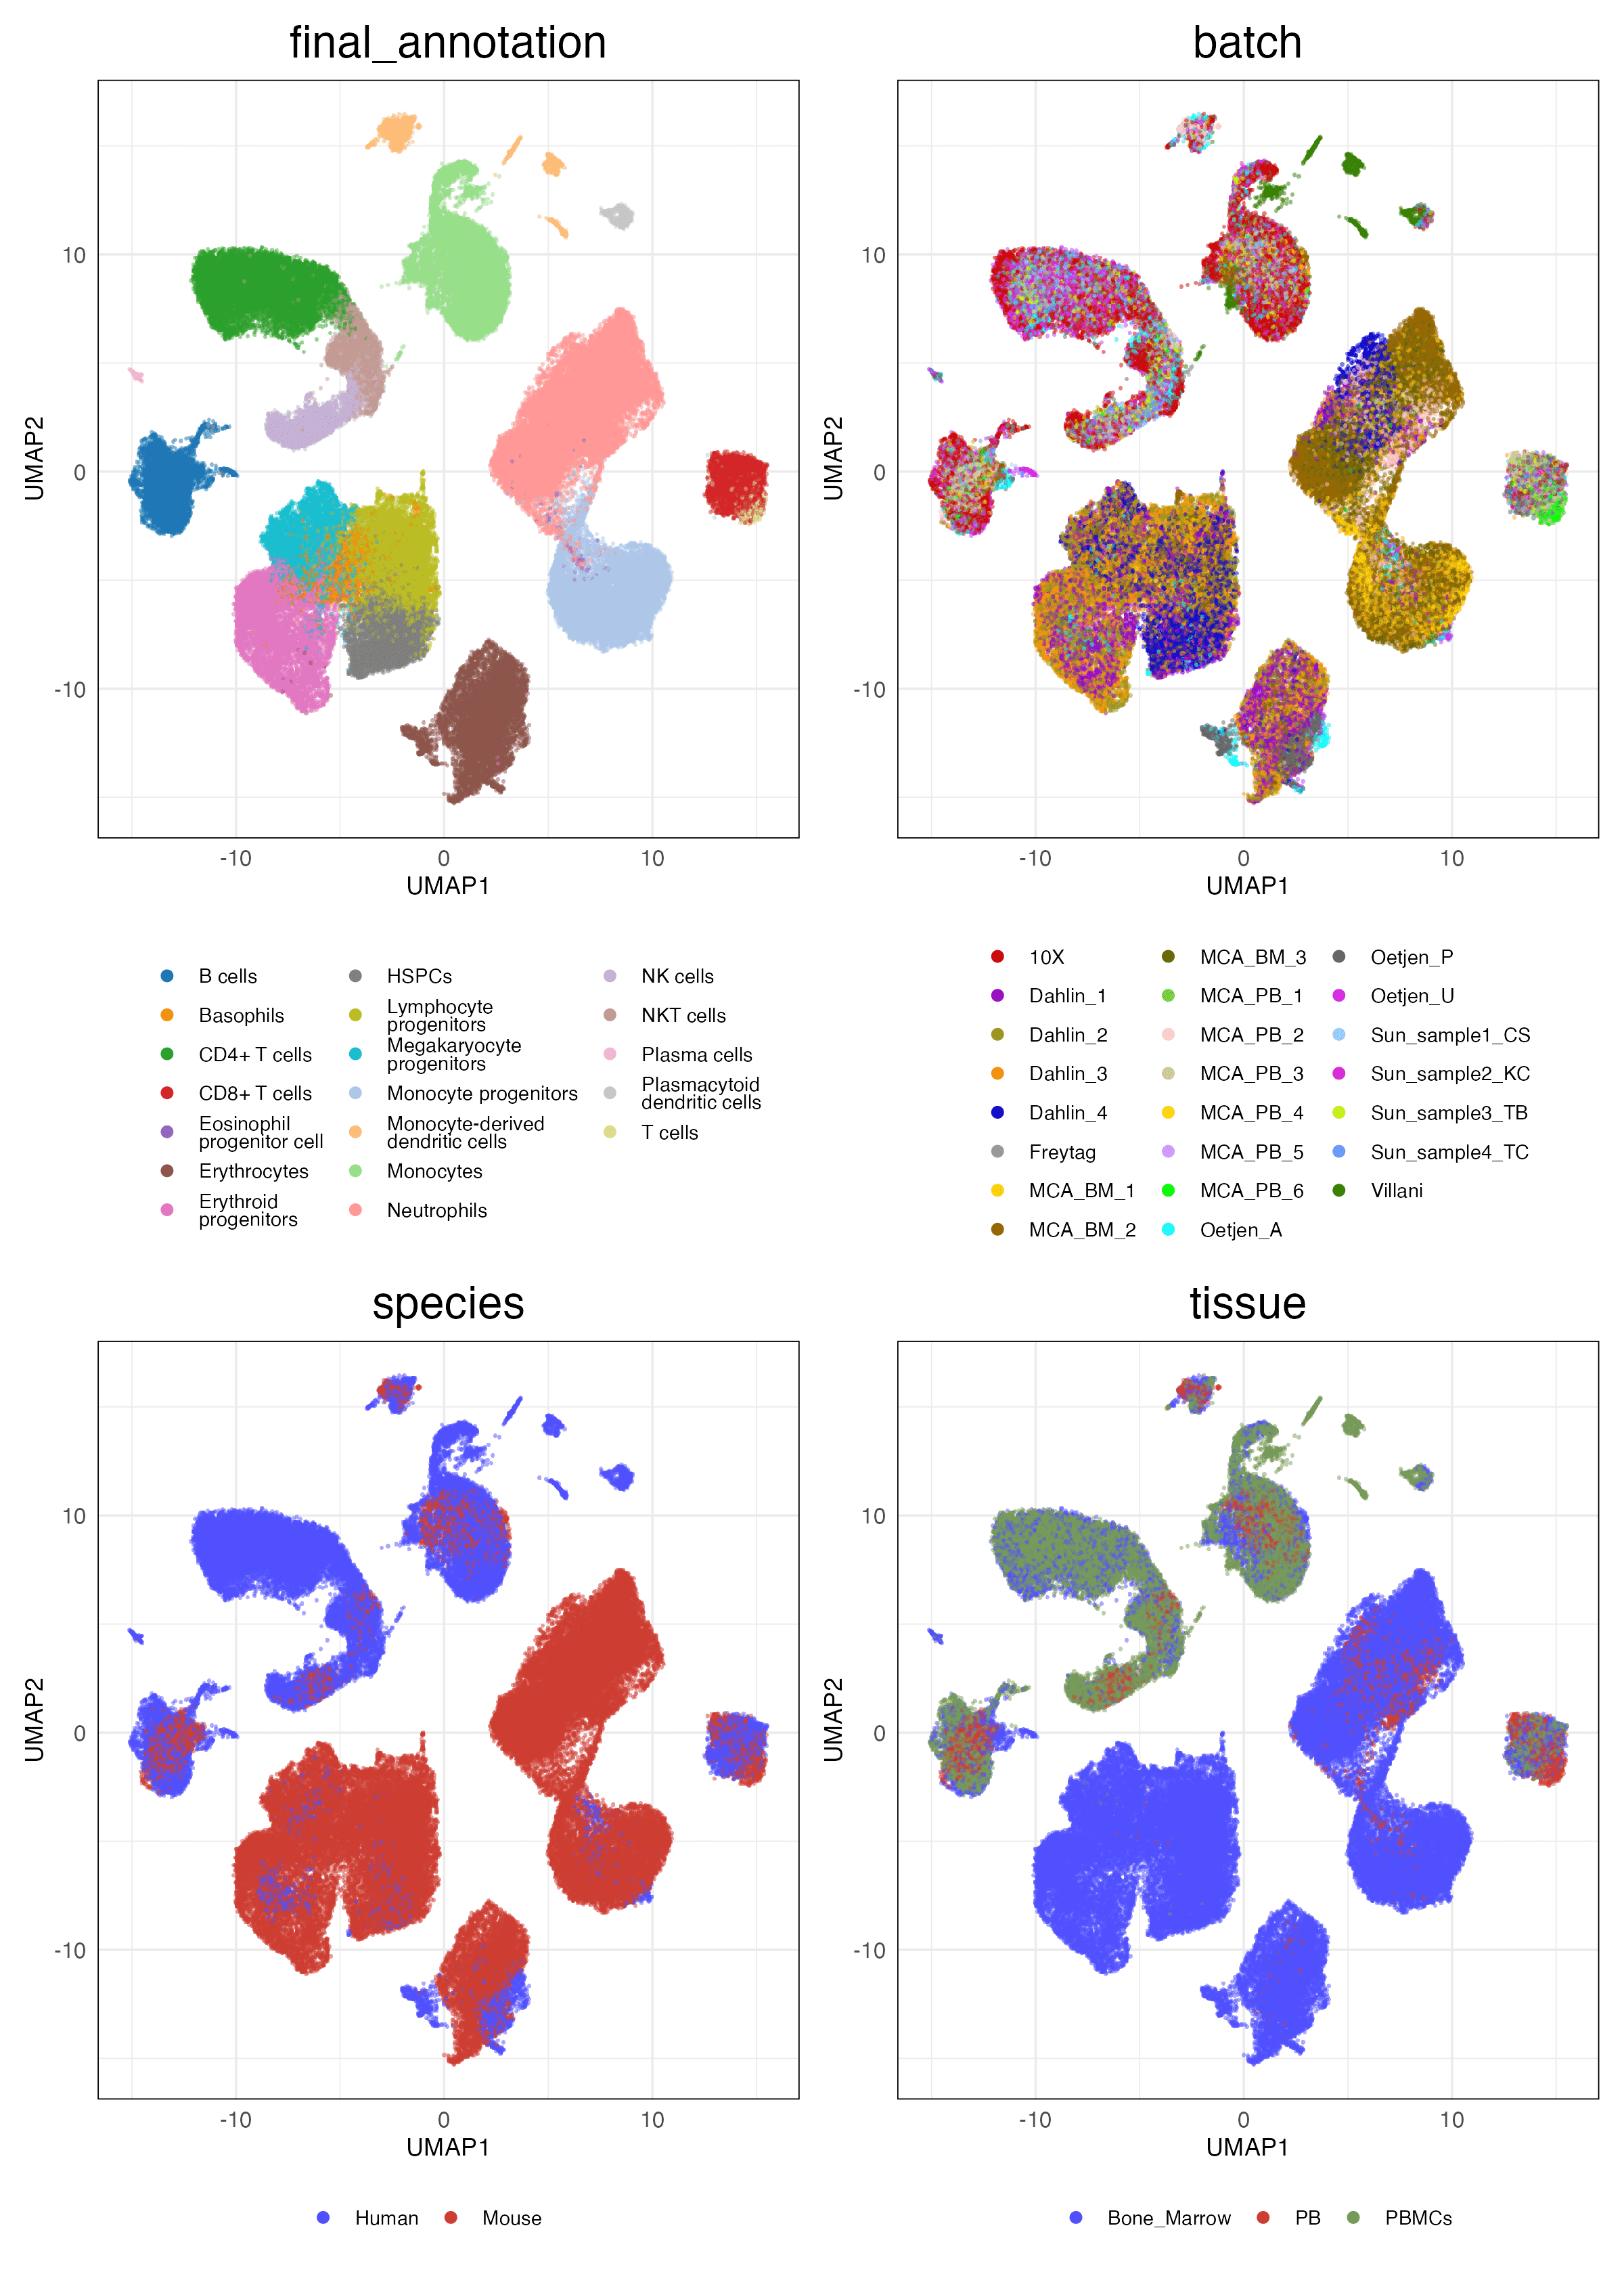 final_annotation
batch
10
0
-10
UMAP2
-10
0
10
UMAP1
10
0
-10
UMAP2
-10
0
10
UMAP1
B cells
Basophils
CD4+ T cells
CD8+ T cells
Eosinophil
progenitor cell
Erythrocytes
Erythroid
progenitors
HSPCs
Lymphocyte
progenitors
Megakaryocyte
progenitors
Monocyte progenitors
Monocyte-derived
dendritic cells
Monocytes
Neutrophils
NK cells
NKT cells
Plasma cells
Plasmacytoid
dendritic cells
T cells
10X
Dahlin_1
Dahlin_2
Dahlin_3
Dahlin_4
Freytag
MCA_BM_1
MCA_BM_2
MCA_BM_3
MCA_PB_1
MCA_PB_2
MCA_PB_3
MCA_PB_4
MCA_PB_5
MCA_PB_6
Oetjen_A
Oetjen_P
Oetjen_U
Sun_sample1_CS
Sun_sample2_KC
Sun_sample3_TB
Sun_sample4_TC
Villani
species
tissue
10
0
-10
UMAP2
-10
0
10
UMAP1
10
0
-10
UMAP2
-10
0
10
UMAP1
Human
Mouse
Bone_Marrow
PB
PBMCs